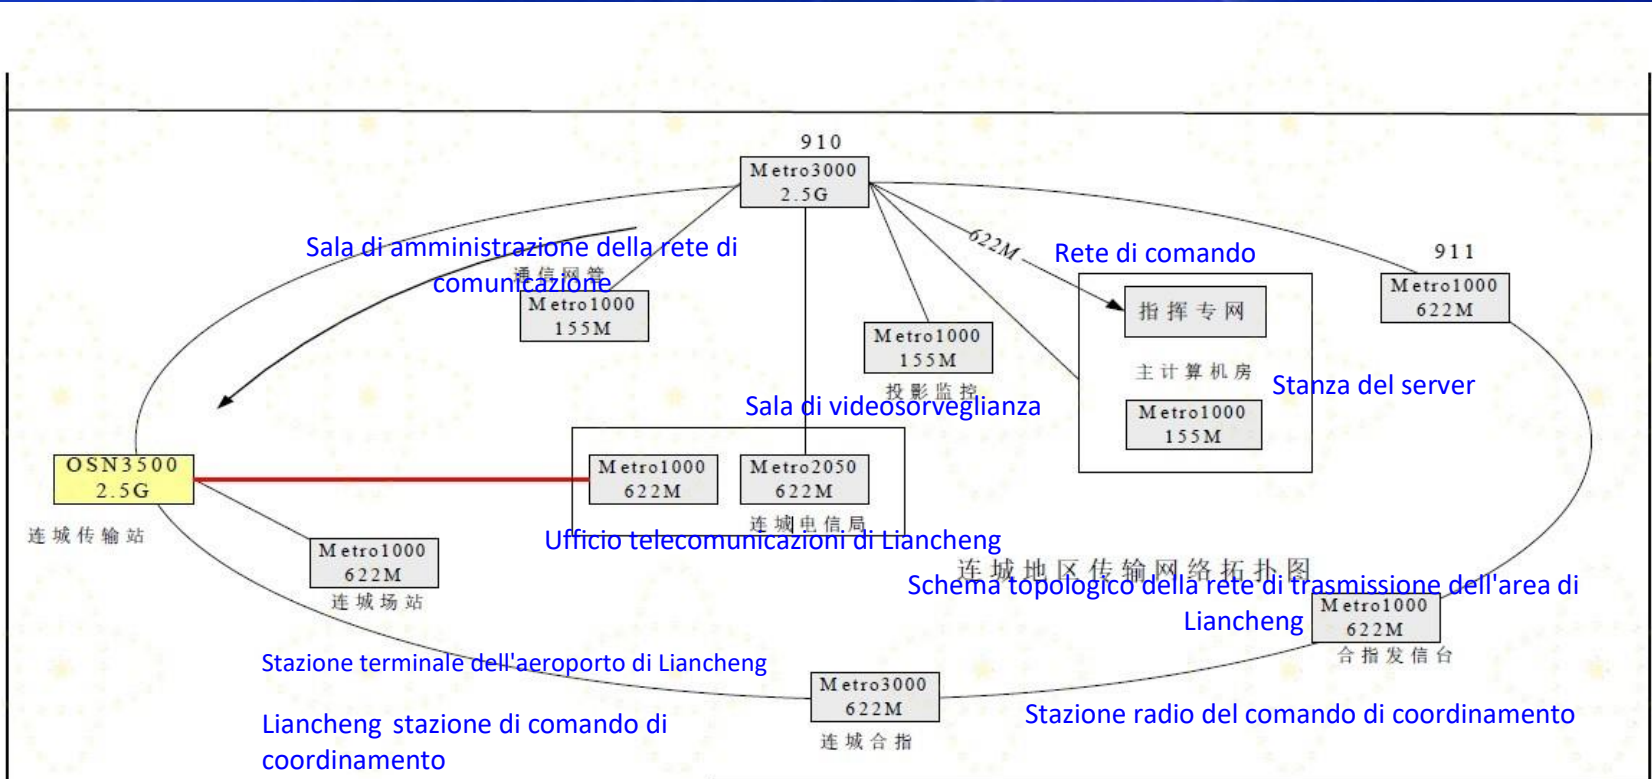 910
Metro3000
2.5G
Sala di amministrazione della rete di
comunicazione
通信网管
Metro1000
155M
622M
Rete di comando
911
Metro1000
622M
指挥专网
主计算机房
Stanza del server
Metro1000
155M
Metro1000
155M
投影监控
Sala di videosorveglianza
OSN3500
2.5G
连城传输站
Metro1000
622M
Metro2050
622M
连城电信局
Ufficio telecomunicazioni di Liancheng
Metro1000
622M
连城场站
连城地区传输网络拓扑图
Schema topologico della rete di trasmissione dell'area di
Liancheng
Metro1000
622M
合指发信台
Stazione terminale dell'aeroporto di Liancheng
Metro3000
622M
连城合指
Stazione radio del comando di coordinamento
Liancheng stazione di comando di
coordinamento